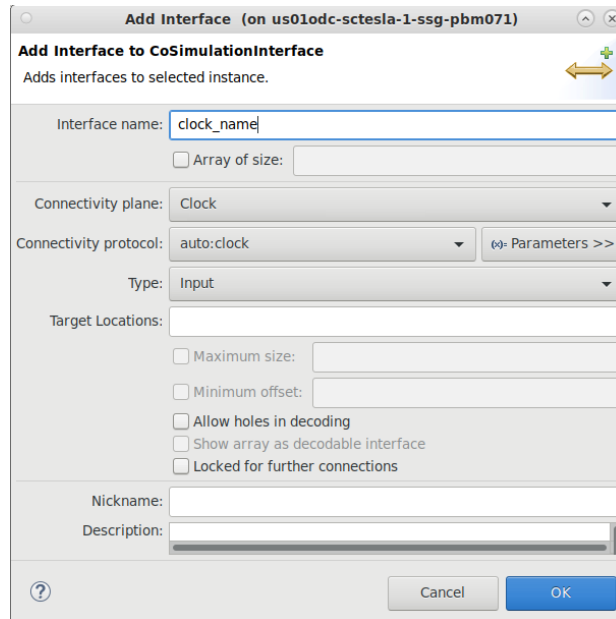 Add Interface (on us01odc-sctesla-1-ssg-pbm071)
Add Interface to CoSimulationInterface
Adds interfaces to selected instance.
Interface name: clock_name
Array of size:
Connectivity plane: Clock
Connectivity protocol: auto:clock (x)= Parameters >>
Type: Input
Target Locations:
Maximum size:
Minimum offset:
Allow holes in decoding
Show array as decodable interface
Locked for further connections
Nickname:
Description:
? Cancel OK